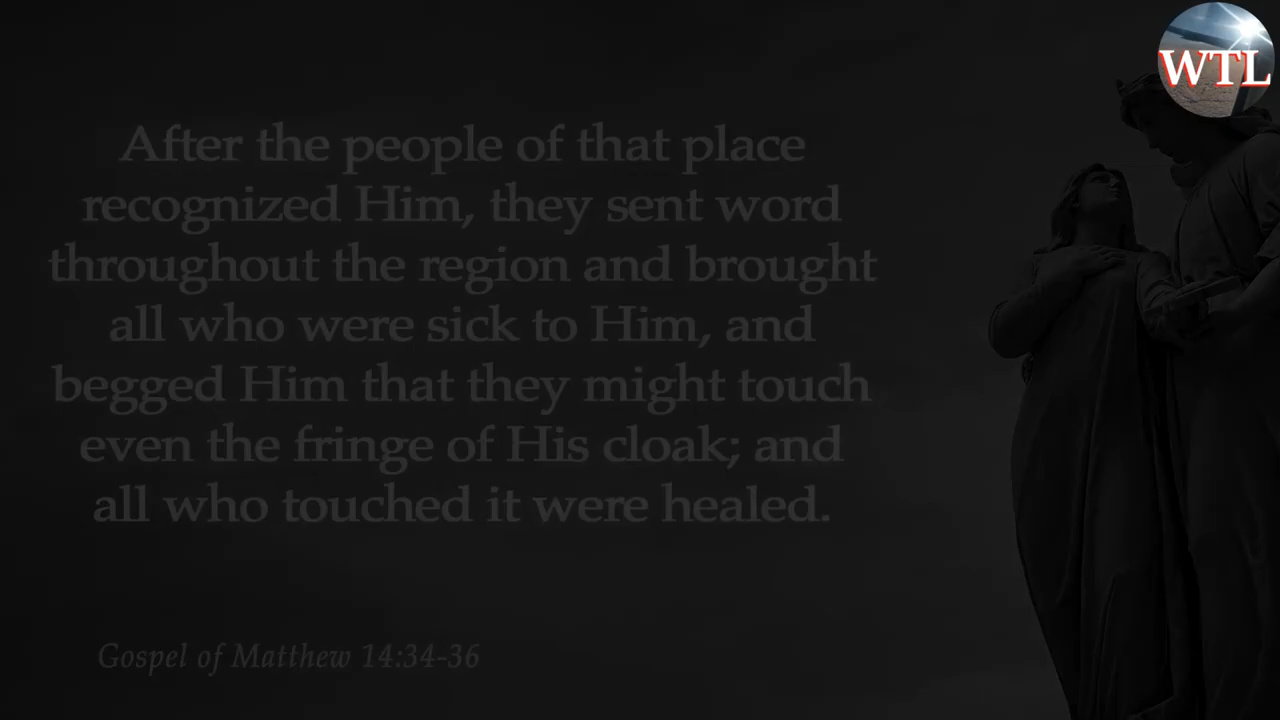 WTL
After the people of that place
recognized Him, they sent word
throughout the region and brought
all who were sick to Him, and
begged Him that they might touch
even the fringe of His cloak; and
all who touched it were healed.
Gospel of Matthew 14:34-36